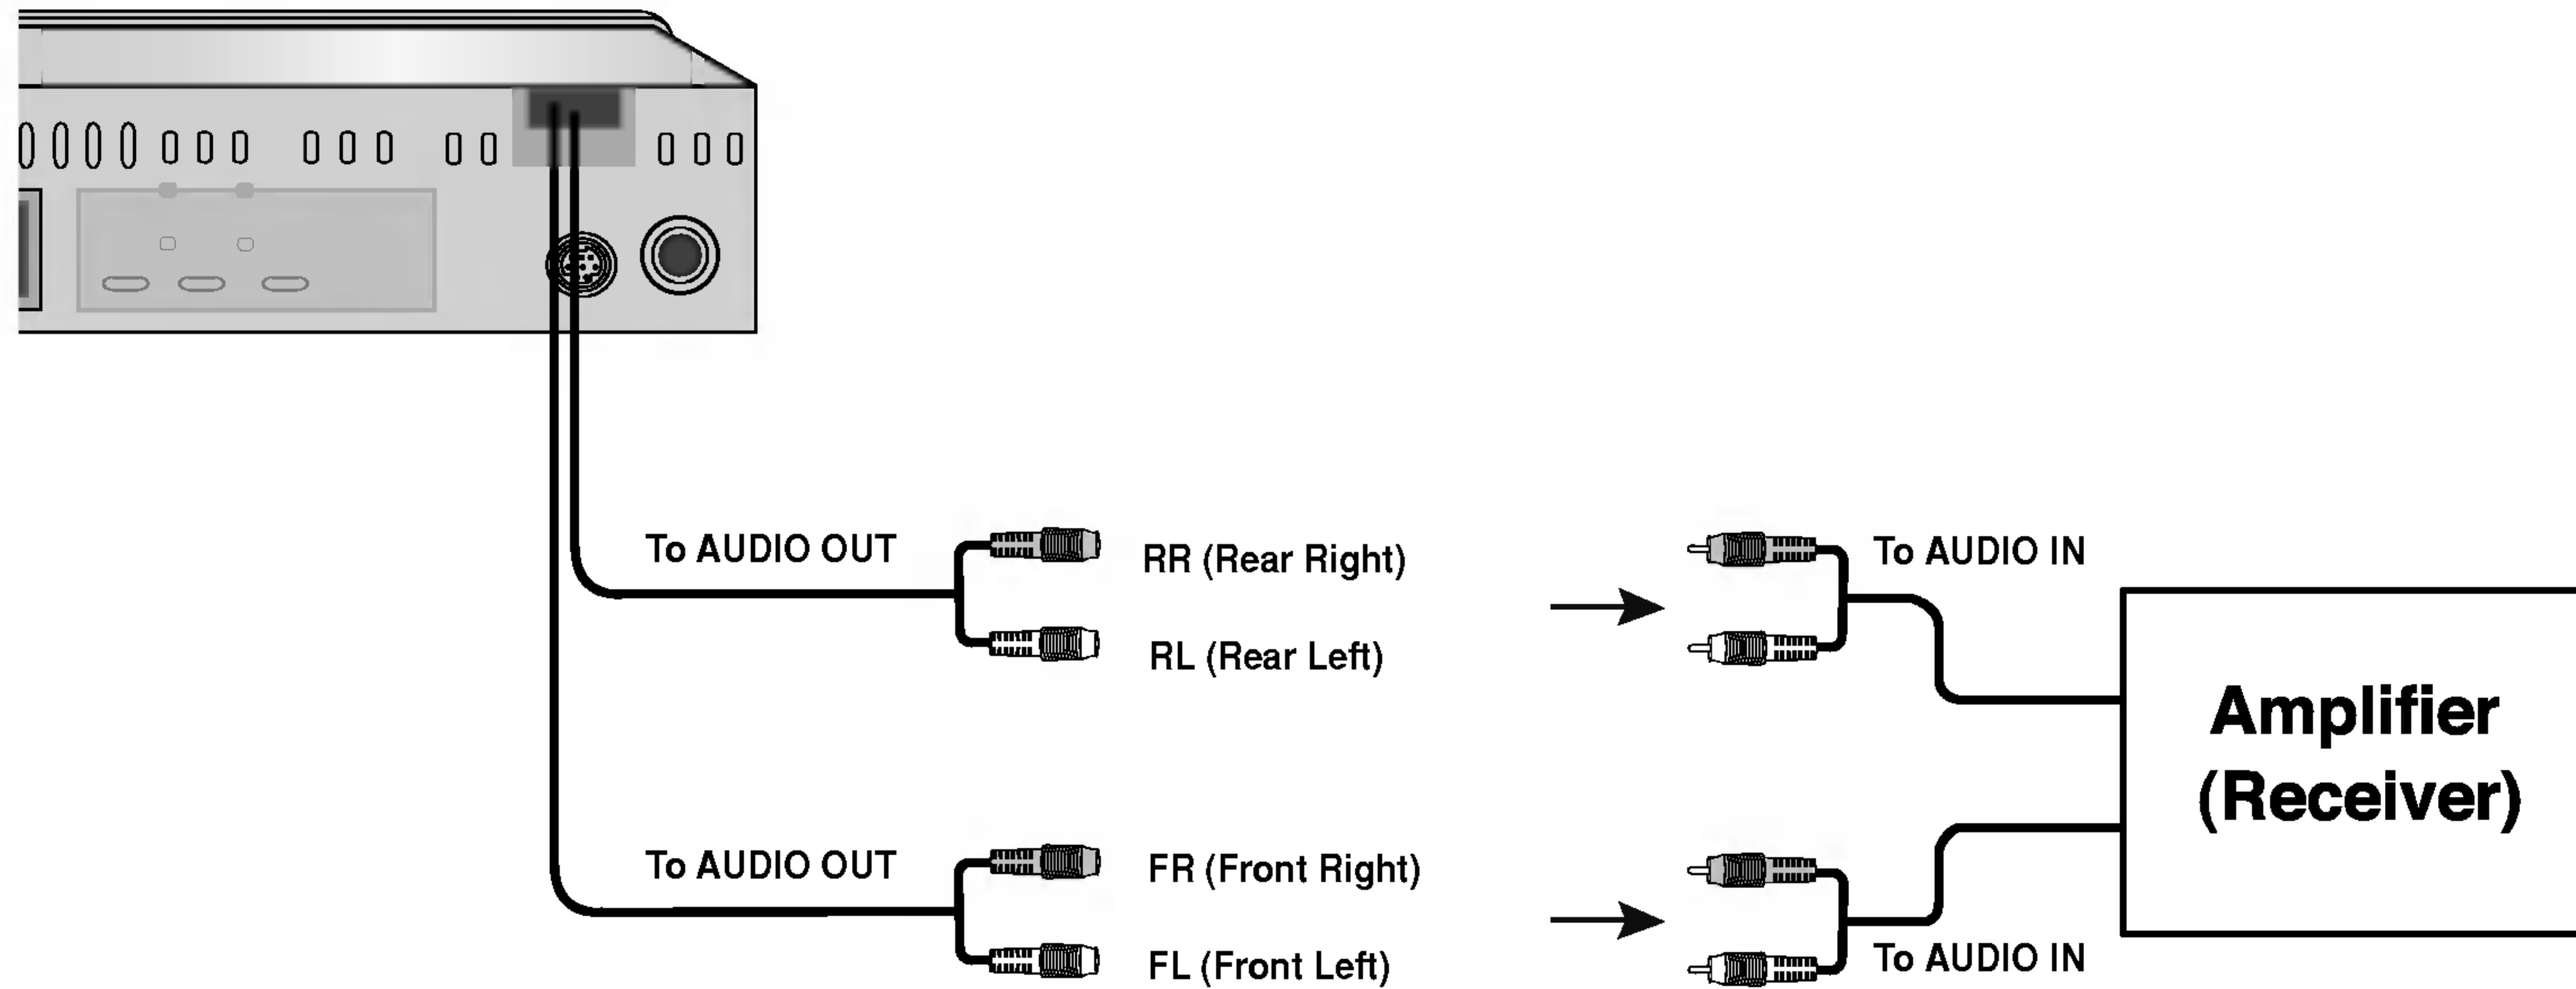 To AUDIO OUT
RR (Rear Right)
RL (Rear Left)
To AUDIO IN
Amplifier
(Receiver)
To AUDIO OUT
FR (Front Right)
FL (Front Left)
To AUDIO IN